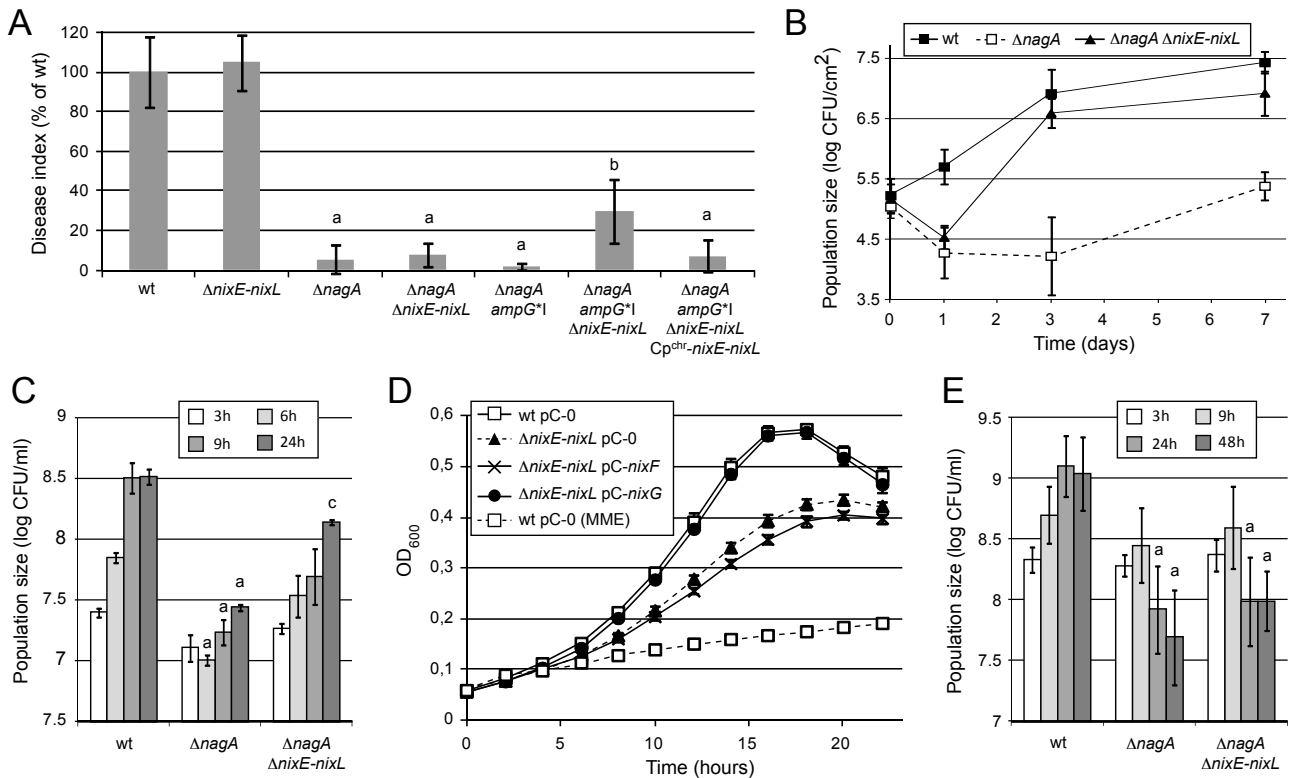 A
Disease index (% of wt)
120
100
80
60
40
20
0
a
a
a
b
a
wt
ΔnixE-nixL
ΔnagA
ΔnagA
ΔnixE-nixL
ΔnagA
ampG*I
ΔnagA
ampG*I
ΔnixE-nixL
ΔnagA
ampG*I
ΔnixE-nixL
Cpchr-nixE-nixL
B
wt
ΔnagA
ΔnagA ΔnixE-nixL
Population size (log CFU/cm2)
7.5
6.5
5.5
4.5
3.5
0 1 2 3 4 5 6 7
Time (days)
C
3h
6h
9h
24h
Population size (log CFU/ml)
9
8.5
8
7.5
7
7.5
a
a
a
c
wt
ΔnagA
ΔnagA
ΔnixE-nixL
D
wt pC-0
ΔnixE-nixL pC-0
ΔnixE-nixL pC-nixF
ΔnixE-nixL pC-nixG
wt pC-0 (MME)
OD600
0,6
0,5
0,4
0,3
0,2
0,1
0
0 5 10 15 20
Time (hours)
E
3h
9h
24h
48h
Population size (log CFU/ml)
9.5
9
8.5
8
7.5
7
a
a
a
a
wt
ΔnagA
ΔnagA
ΔnixE-nixL